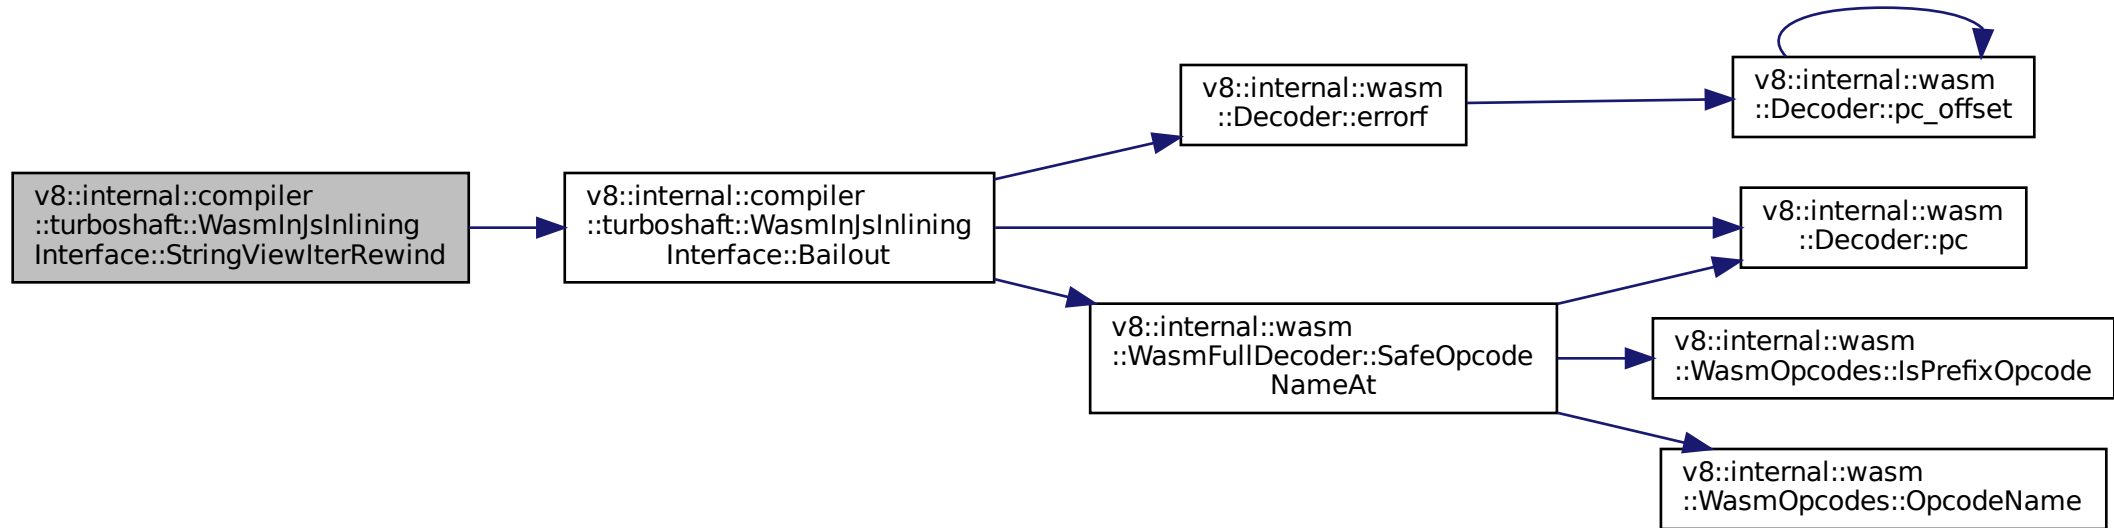 v8::internal::compiler
::turboshaft::WasmInJsInlining
Interface::StringViewIterRewind
v8::internal::compiler
::turboshaft::WasmInJsInlining
Interface::Bailout
v8::internal::wasm
::Decoder::errorf
v8::internal::wasm
::Decoder::pc_offset
v8::internal::wasm
::Decoder::pc
v8::internal::wasm
::WasmFullDecoder::SafeOpcode
NameAt
v8::internal::wasm
::WasmOpcodes::IsPrefixOpcode
v8::internal::wasm
::WasmOpcodes::OpcodeName